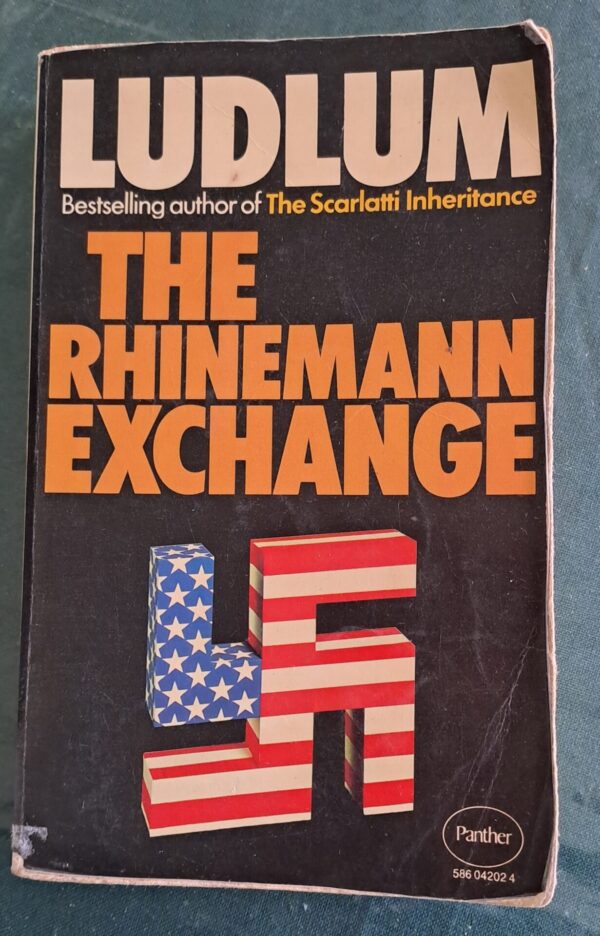 LUDLUM
Bestselling author of The Scarlatti Inheritance
THE
RHINEMANN
EXCHANGE
Panther
586 04202 4